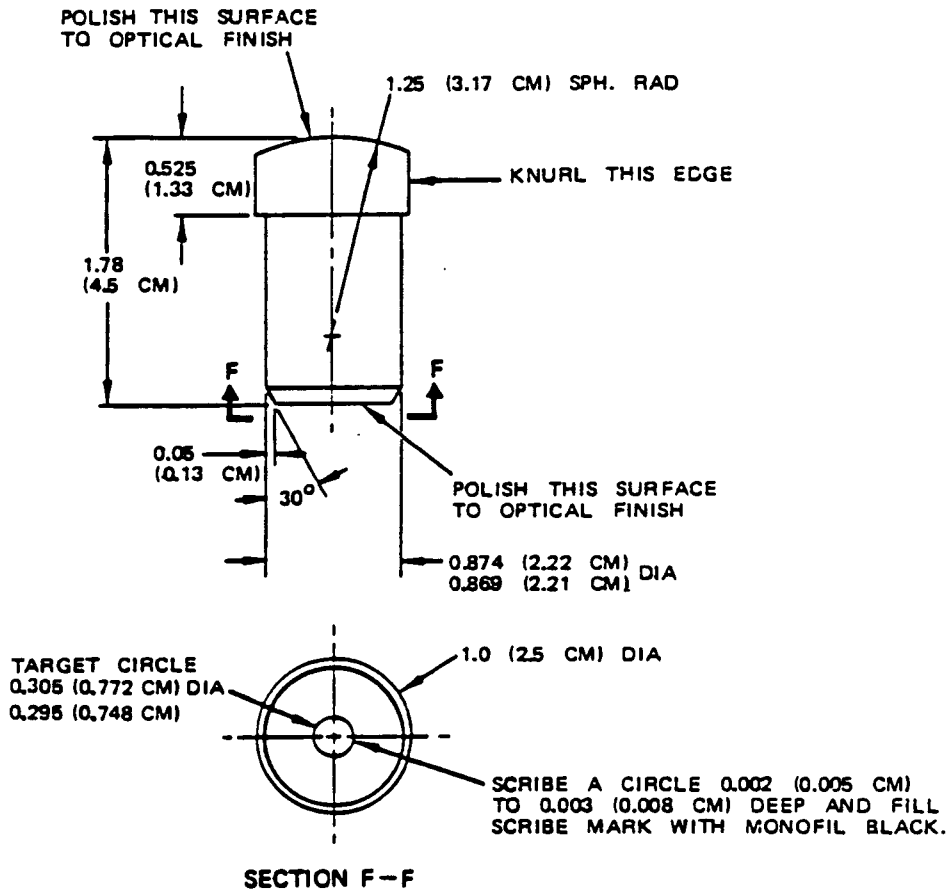 POLISH THIS SURFACE
TO OPTICAL FINISH
1.25 (3.17 CM) SPH. RAD
0.525
(1.33 CM)
KNURL THIS EDGE
1.78
(4.5 CM)
F
F
0.05
(0.13 CM)
30°
POLISH THIS SURFACE
TO OPTICAL FINISH
0.874 (2.22 CM)
0.869 (2.21 CM) DIA
1.0 (2.5 CM) DIA
TARGET CIRCLE
0.305 (0.772 CM) DIA
0.295 (0.748 CM)
SCRIBE A CIRCLE 0.002 (0.005 CM)
TO 0.003 (0.008 CM) DEEP AND FILL
SCRIBE MARK WITH MONOFIL BLACK.
SECTION F-F